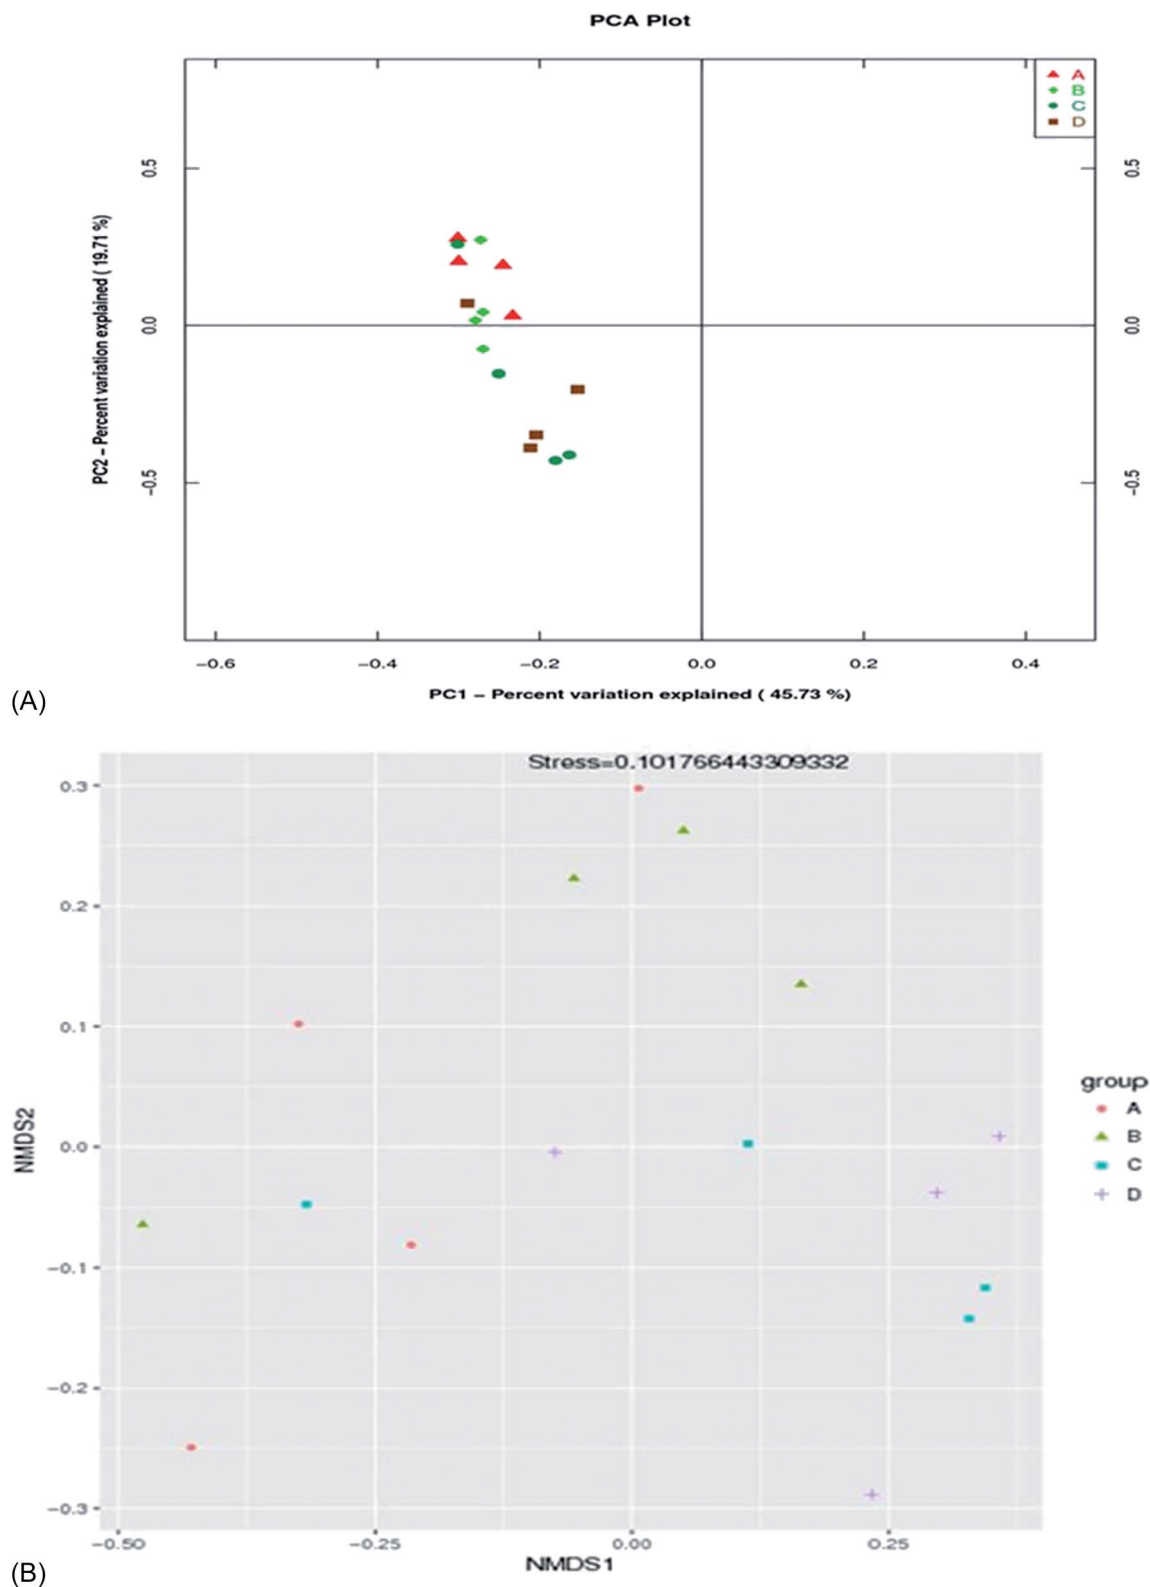 PCA Plot
A
B
C
D
0.5
0.0
−0.5
0.5
0.0
−0.5
PC2 – Percent variation explained ( 19.71 %)
−0.6 −0.4 −0.2 0.0 0.2 0.4
PC1 – Percent variation explained ( 45.73 %)
(A)
Stress=0.101766443309332
0.3
0.2
0.1
0.0
−0.1
−0.2
−0.3
NMDS2
group
A
B
C
D
−0.50 −0.25 0.00 0.25
NMDS1
(B)